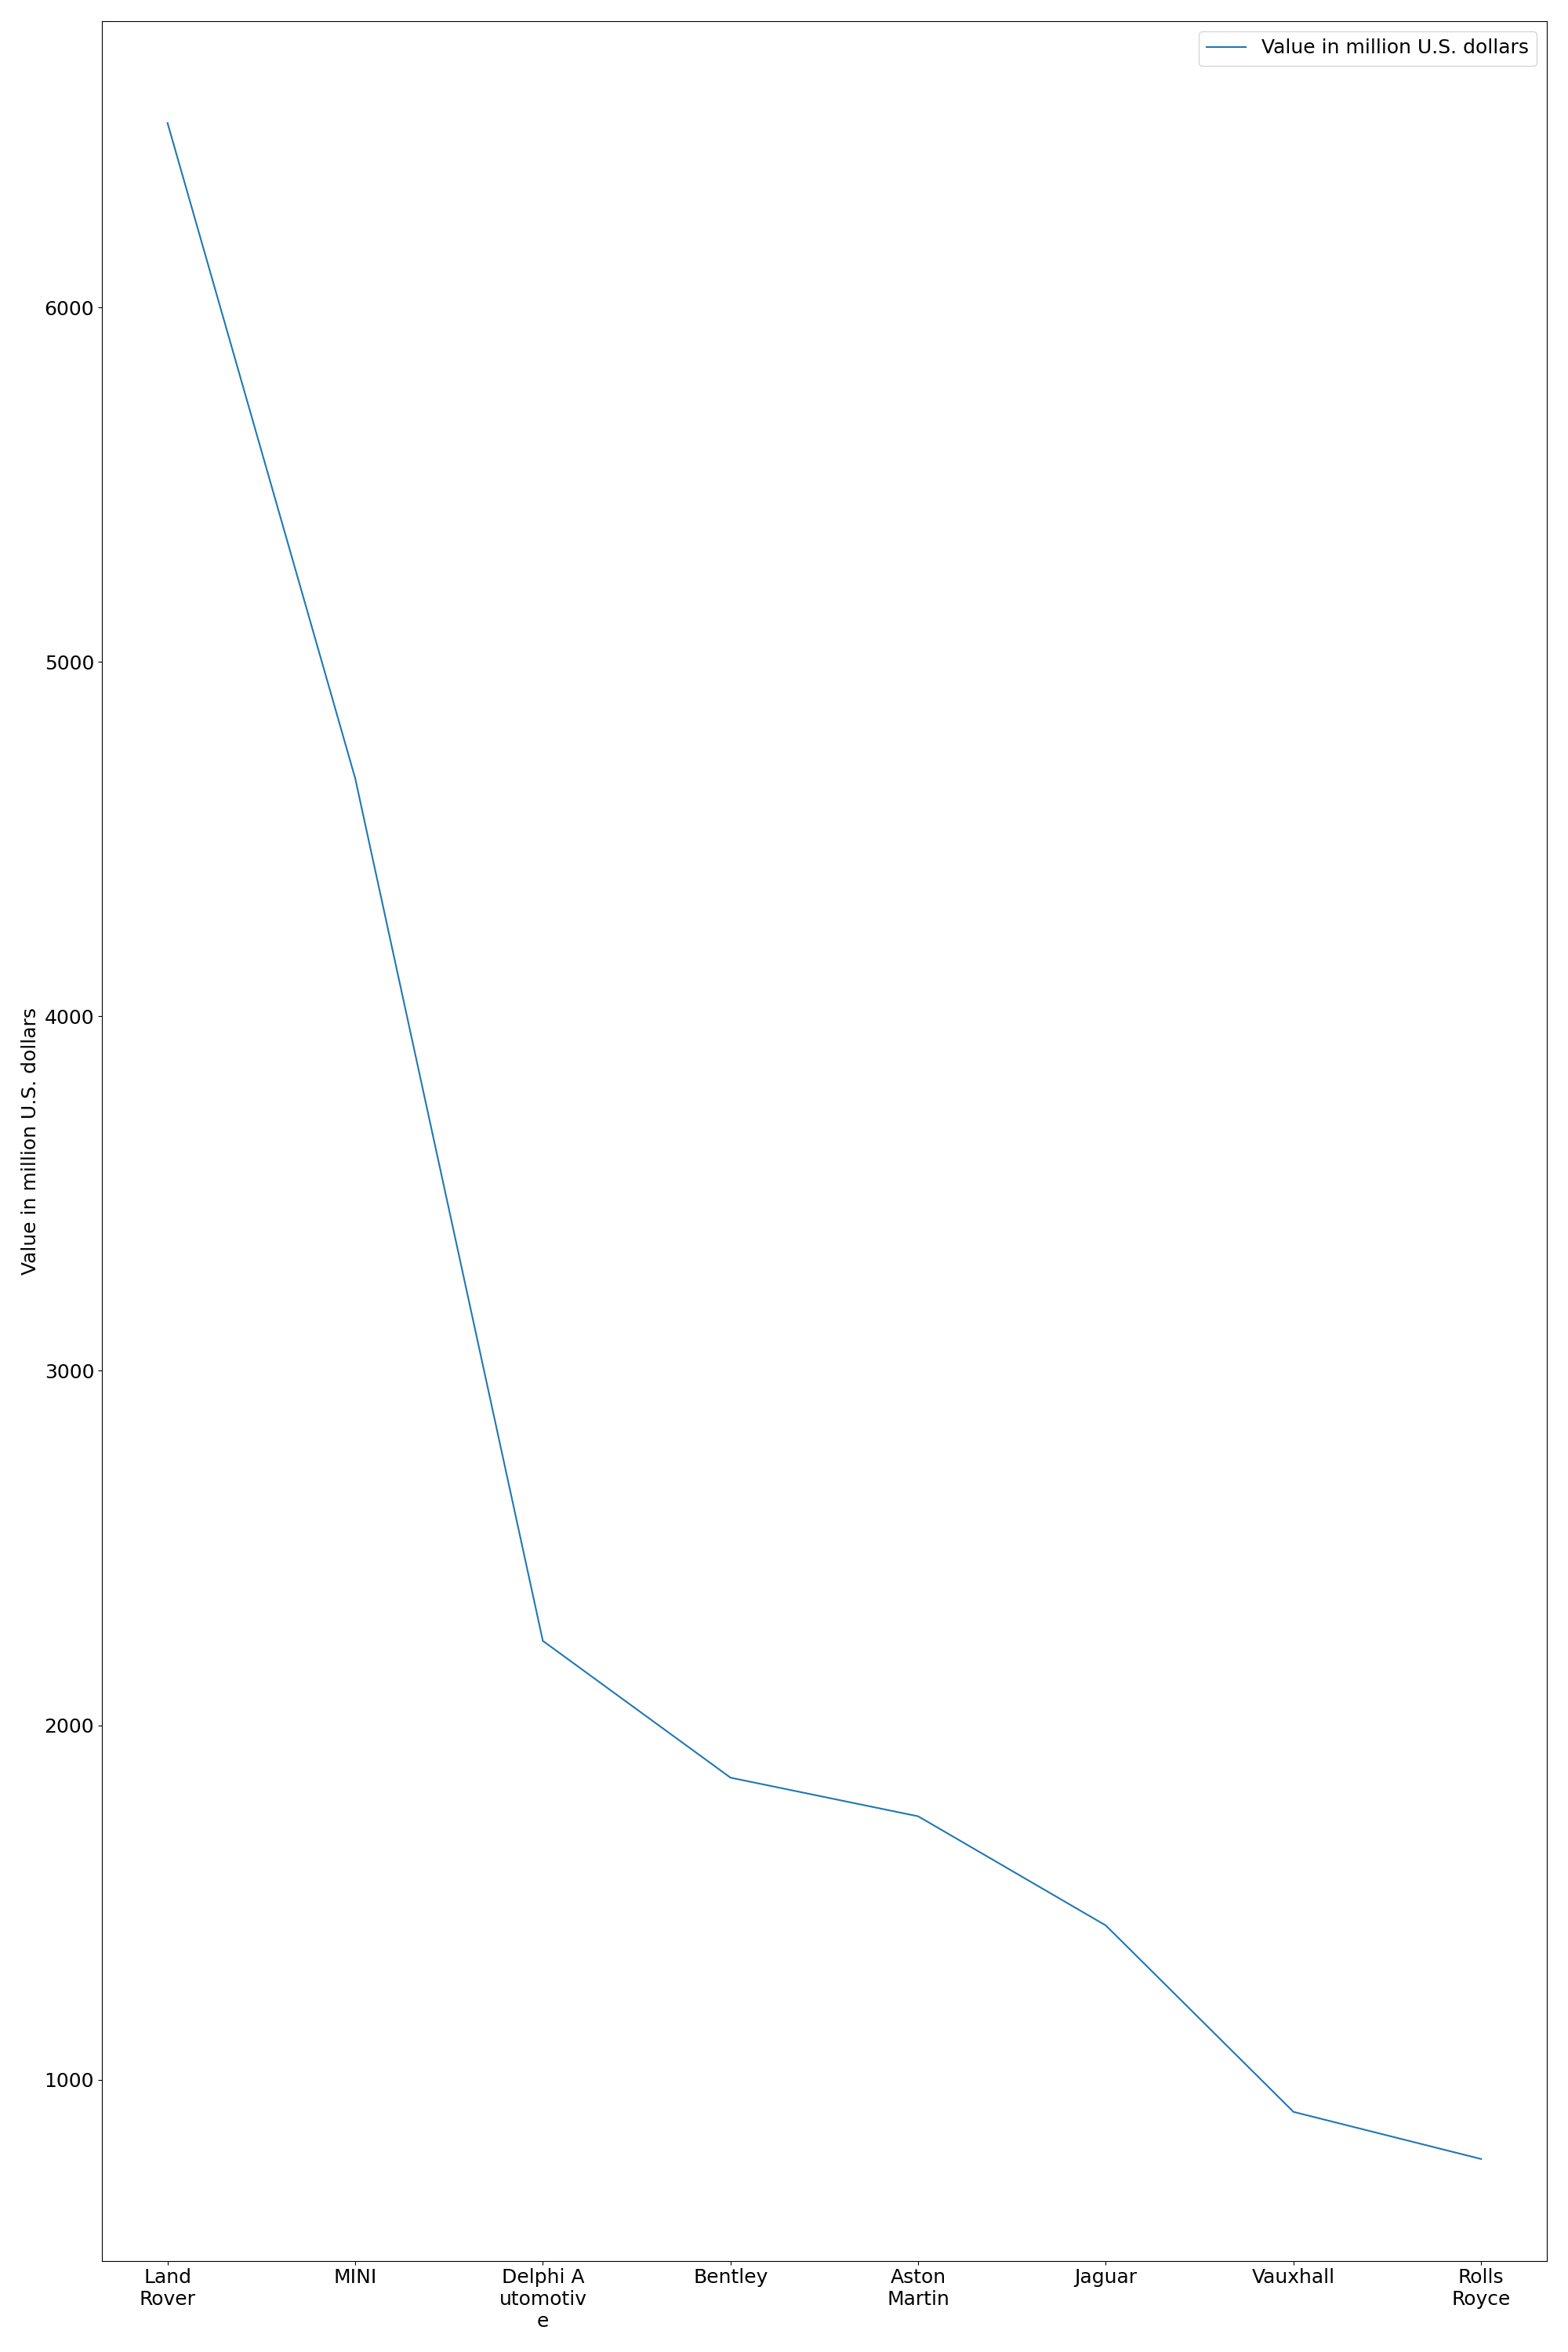 Value in million U.S. dollars
Value in million U.S. dollars
6000
5000
4000
3000
2000
1000
Land
Rover
MINI
Delphi A
utomotiv
e
Bentley
Aston
Martin
Jaguar
Vauxhall
Rolls
Royce